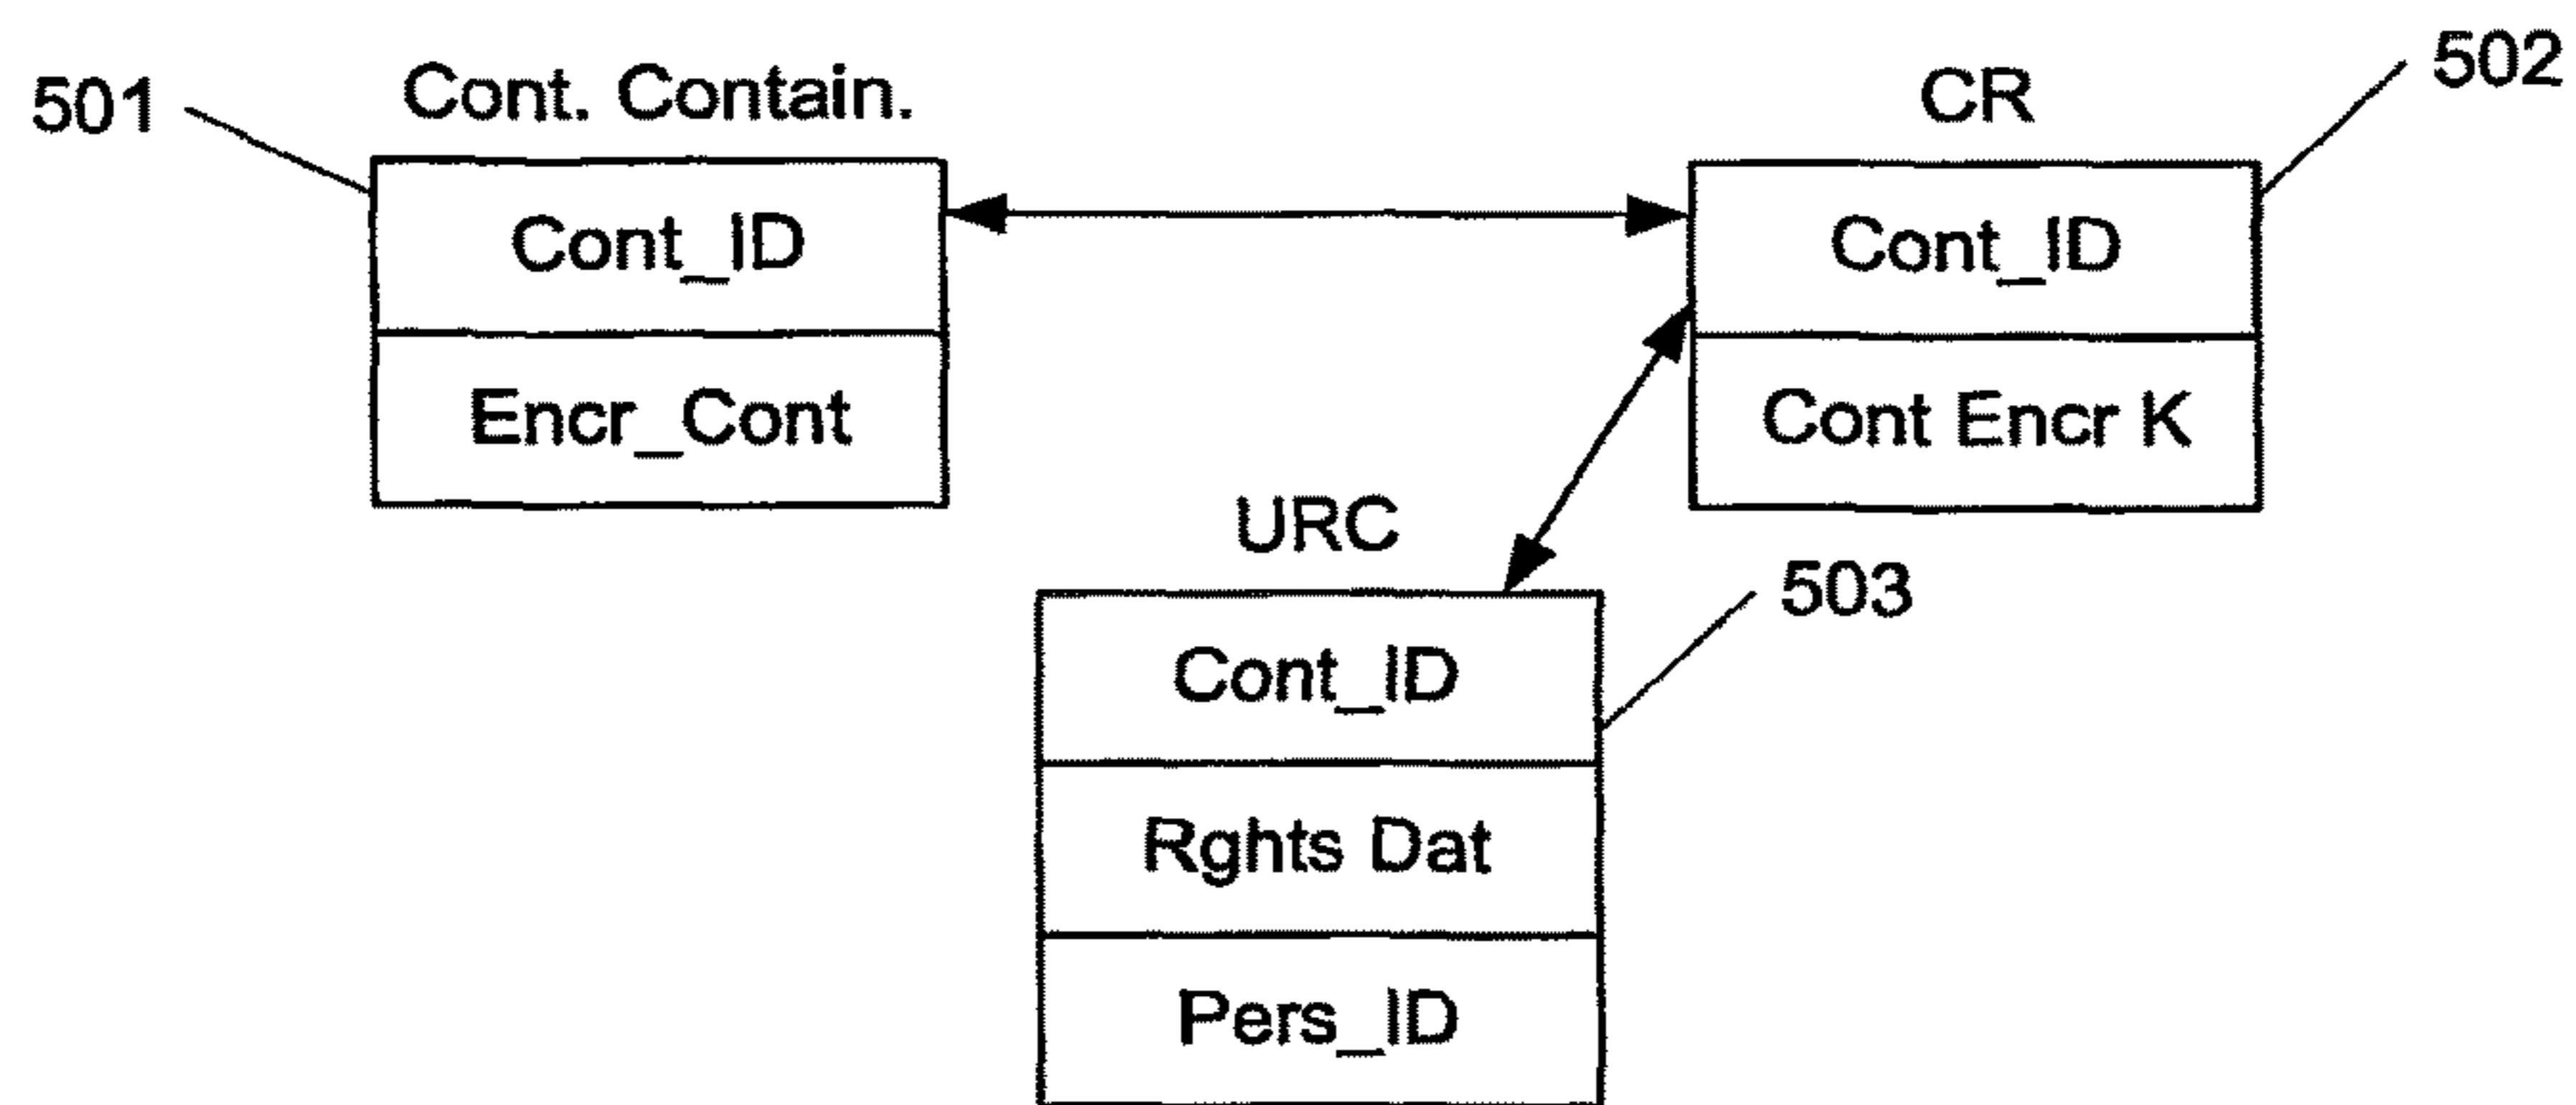 501
Cont. Contain.
Cont_ID
Encr_Cont
CR
502
Cont_ID
Cont Encr K
URC
503
Cont_ID
Rghts Dat
Pers_ID